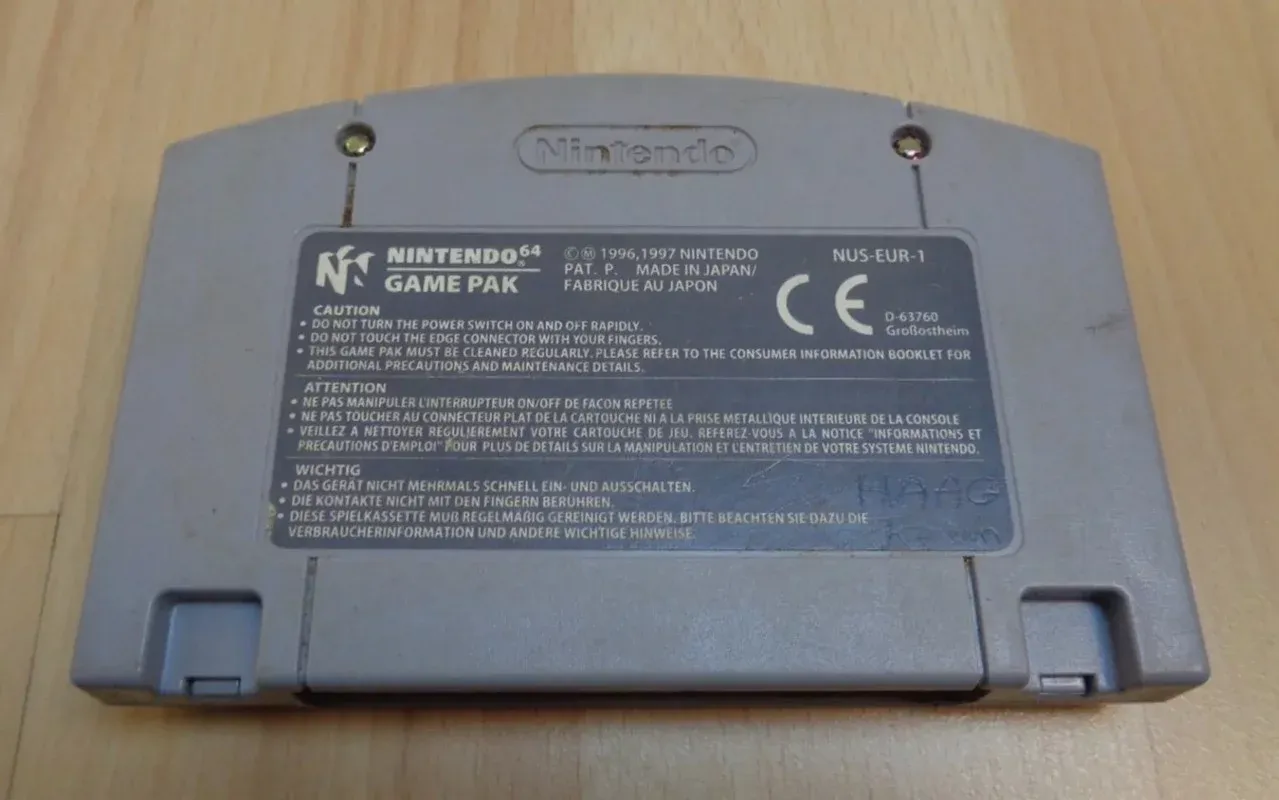 Nintendo®
NINTENDO⁶⁴®
GAME PAK
©Ⓜ 1996,1997 NINTENDO
PAT. P. MADE IN JAPAN/
FABRIQUE AU JAPON
NUS-EUR-1
CE
D-63760
Großostheim
CAUTION
• DO NOT TURN THE POWER SWITCH ON AND OFF RAPIDLY.
• DO NOT TOUCH THE EDGE CONNECTOR WITH YOUR FINGERS.
• THIS GAME PAK MUST BE CLEANED REGULARLY. PLEASE REFER TO THE CONSUMER INFORMATION BOOKLET FOR
ADDITIONAL PRECAUTIONS AND MAINTENANCE DETAILS.
ATTENTION
• NE PAS MANIPULER L'INTERRUPTEUR ON/OFF DE FACON REPETEE
• NE PAS TOUCHER AU CONNECTEUR PLAT DE LA CARTOUCHE NI A LA PRISE METALLIQUE INTERIEURE DE LA CONSOLE
• VEILLEZ A NETTOYER REGULIEREMENT VOTRE CARTOUCHE DE JEU. REFEREZ-VOUS A LA NOTICE "INFORMATIONS ET
PRECAUTIONS D'EMPLOI" POUR PLUS DE DETAILS SUR LA MANIPULATION ET L'ENTRETIEN DE VOTRE SYSTEME NINTENDO.
WICHTIG
• DAS GERÄT NICHT MEHRMALS SCHNELL EIN- UND AUSSCHALTEN.
• DIE KONTAKTE NICHT MIT DEN FINGERN BERÜHREN.
• DIESE SPIELKASSETTE MUß REGELMÄßIG GEREINIGT WERDEN. BITTE BEACHTEN SIE DAZU DIE
VERBRAUCHERINFORMATION UND ANDERE WICHTIGE HINWEISE.
HAAG